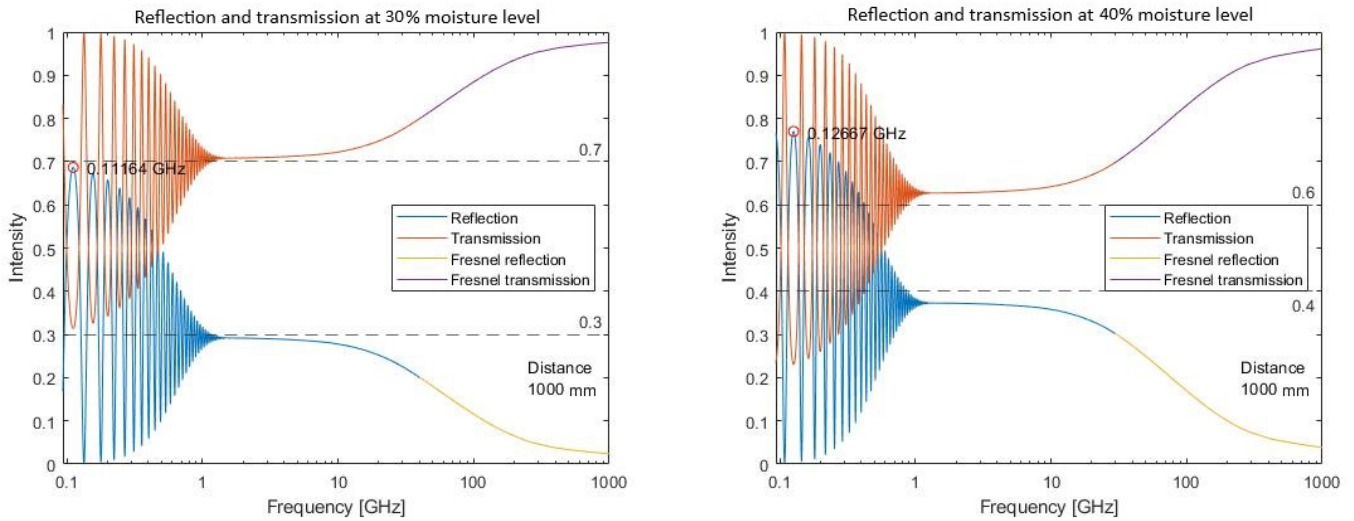 Reflection and transmission at 30% moisture level
1
0.9
0.8
0.7
0.6
0.5
0.4
0.3
0.2
0.1
0
Intensity
0.11164 GHz
0.7
Reflection
Transmission
Fresnel reflection
Fresnel transmission
0.3
Distance
1000 mm
0.1
1
10
100
1000
Frequency [GHz]
Reflection and transmission at 40% moisture level
1
0.9
0.8
0.7
0.6
0.5
0.4
0.3
0.2
0.1
0
Intensity
0.12667 GHz
0.6
Reflection
Transmission
Fresnel reflection
Fresnel transmission
0.4
Distance
1000 mm
0.1
1
10
100
1000
Frequency [GHz]